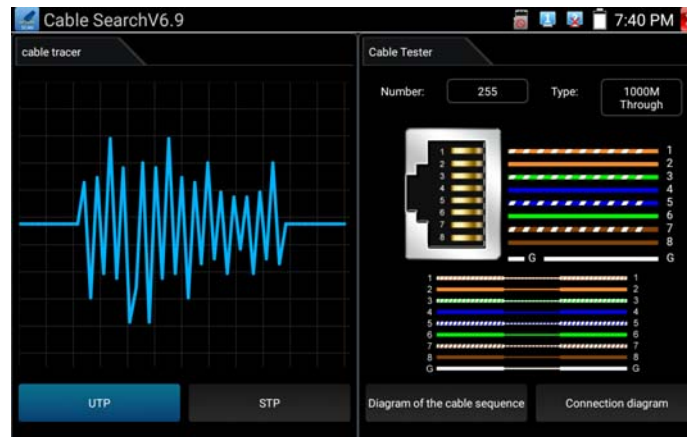 Cable SearchV6.9
7:40 PM
cable tracer
UTP
STP
Cable Tester
Number: 255 Type: 1000M
Through
1
2
3
4
5
6
7
8
1
2
3
4
5
6
7
8
G G
1 1
2 2
3 3
4 4
5 5
6 6
7 7
8 8
G G
Diagram of the cable sequence
Connection diagram